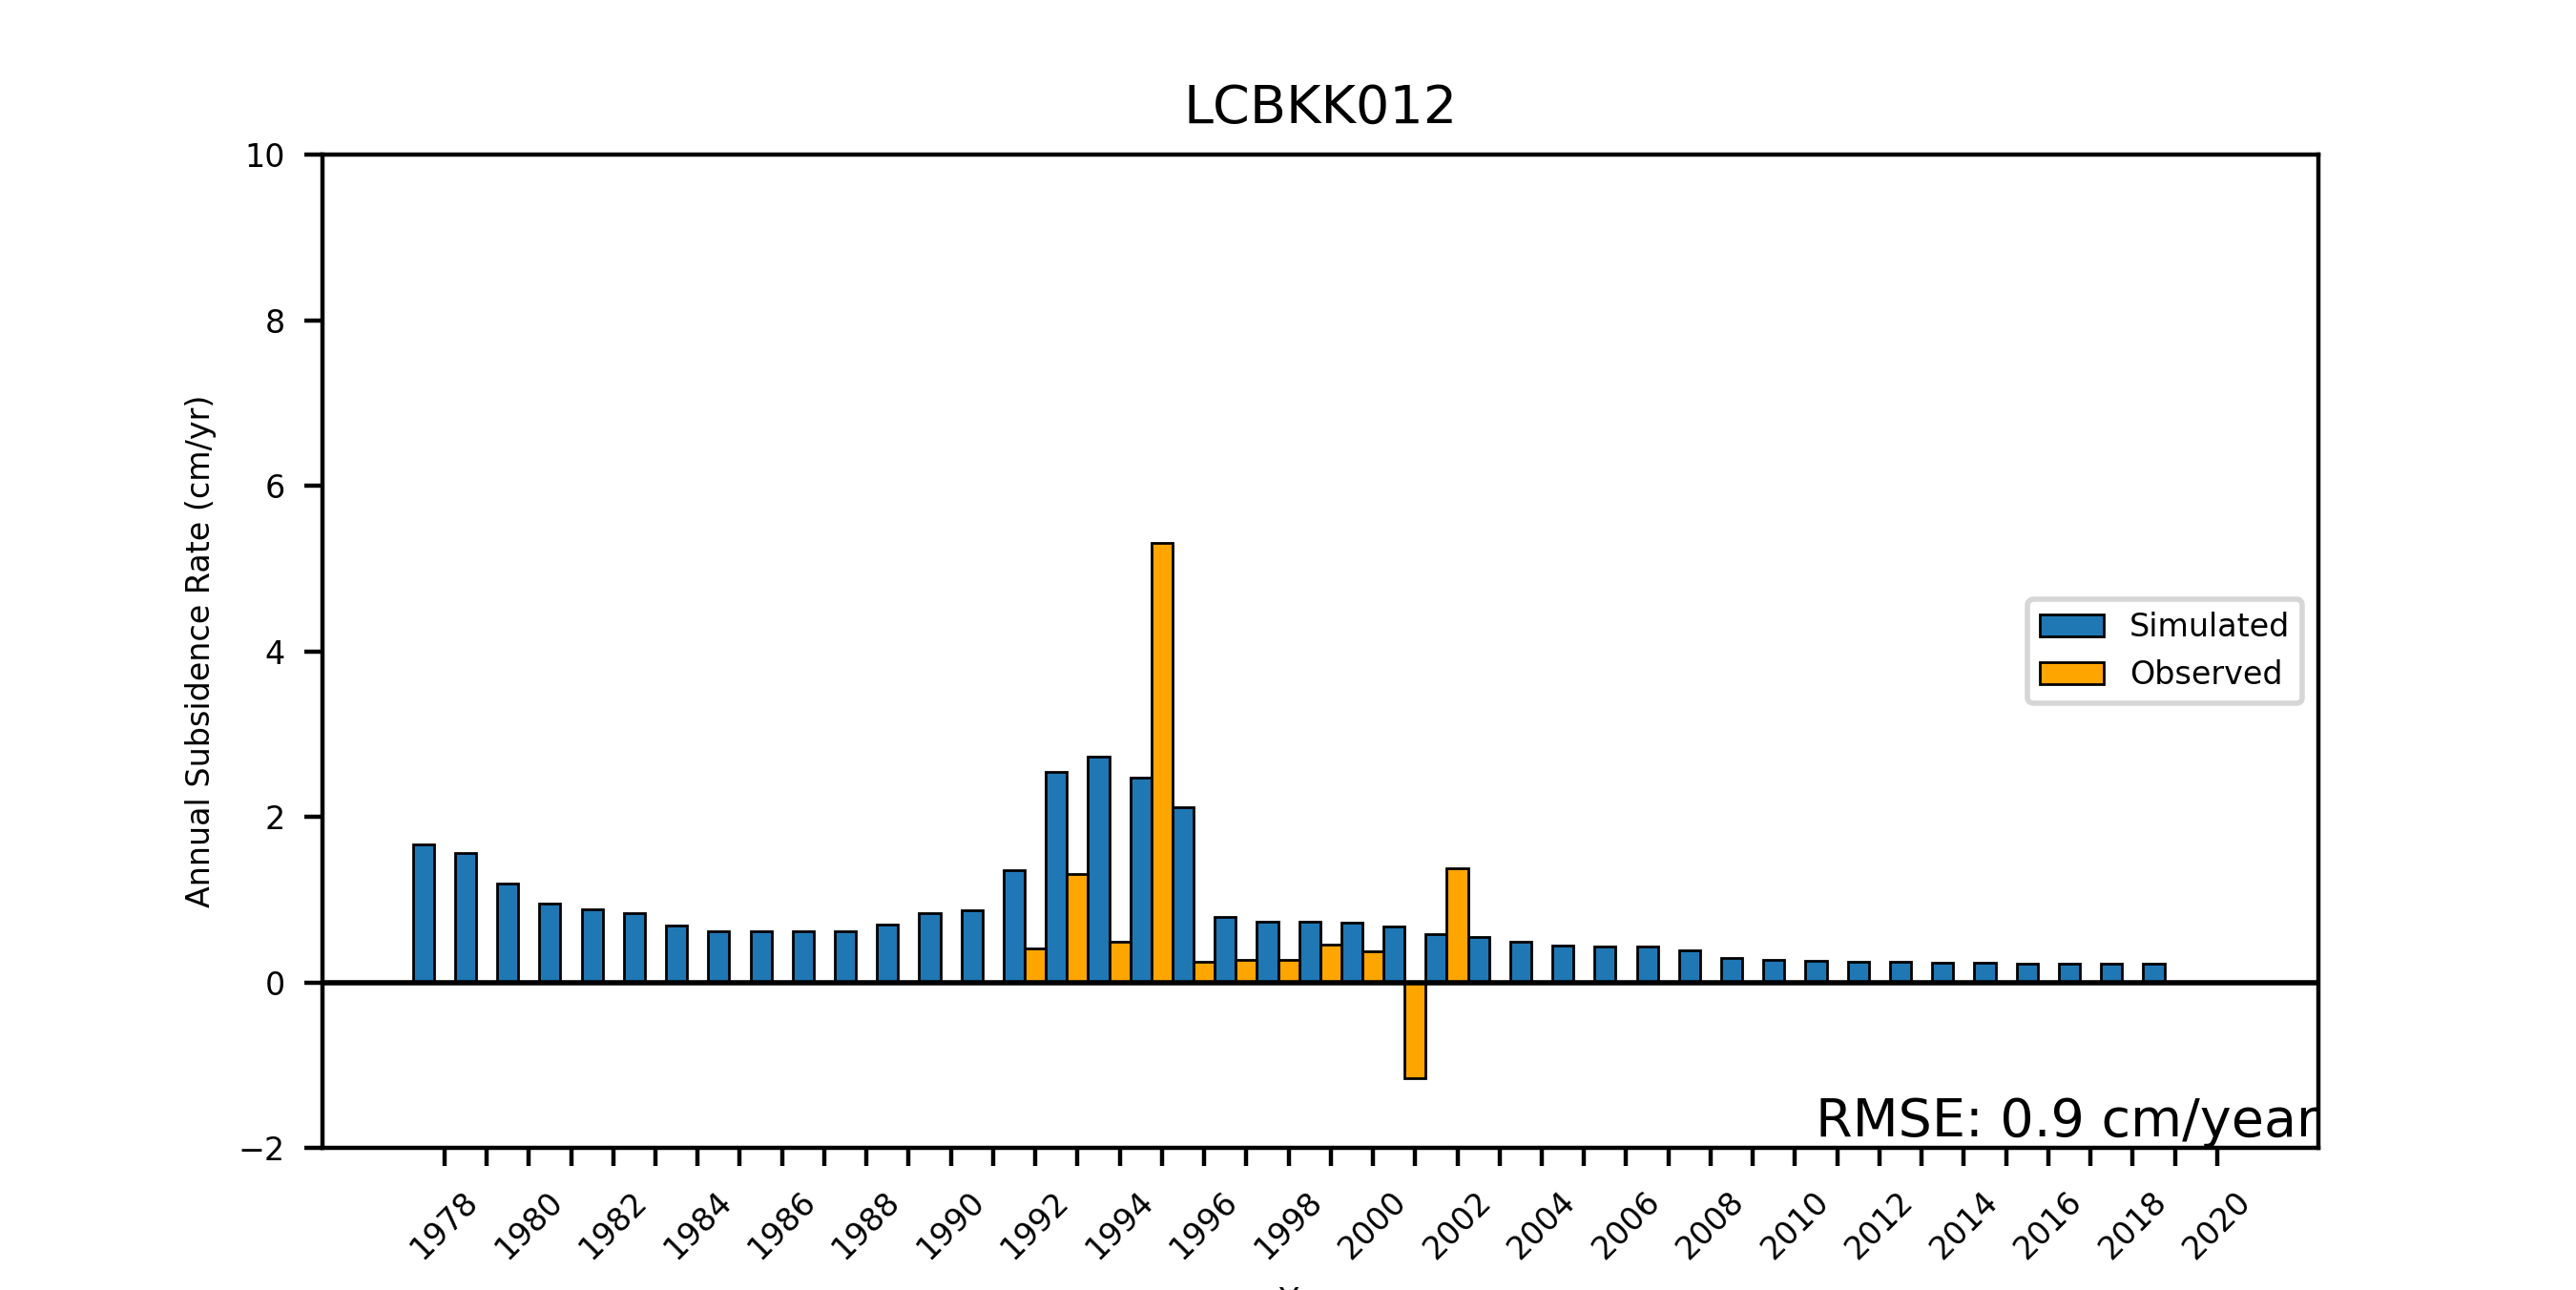 LCBKK012
10
8
6
4
2
0
−2
Annual Subsidence Rate (cm/yr)
Simulated
Observed
RMSE: 0.9 cm/year
1978 1980 1982 1984 1986 1988 1990 1992 1994 1996 1998 2000 2002 2004 2006 2008 2010 2012 2014 2016 2018 2020